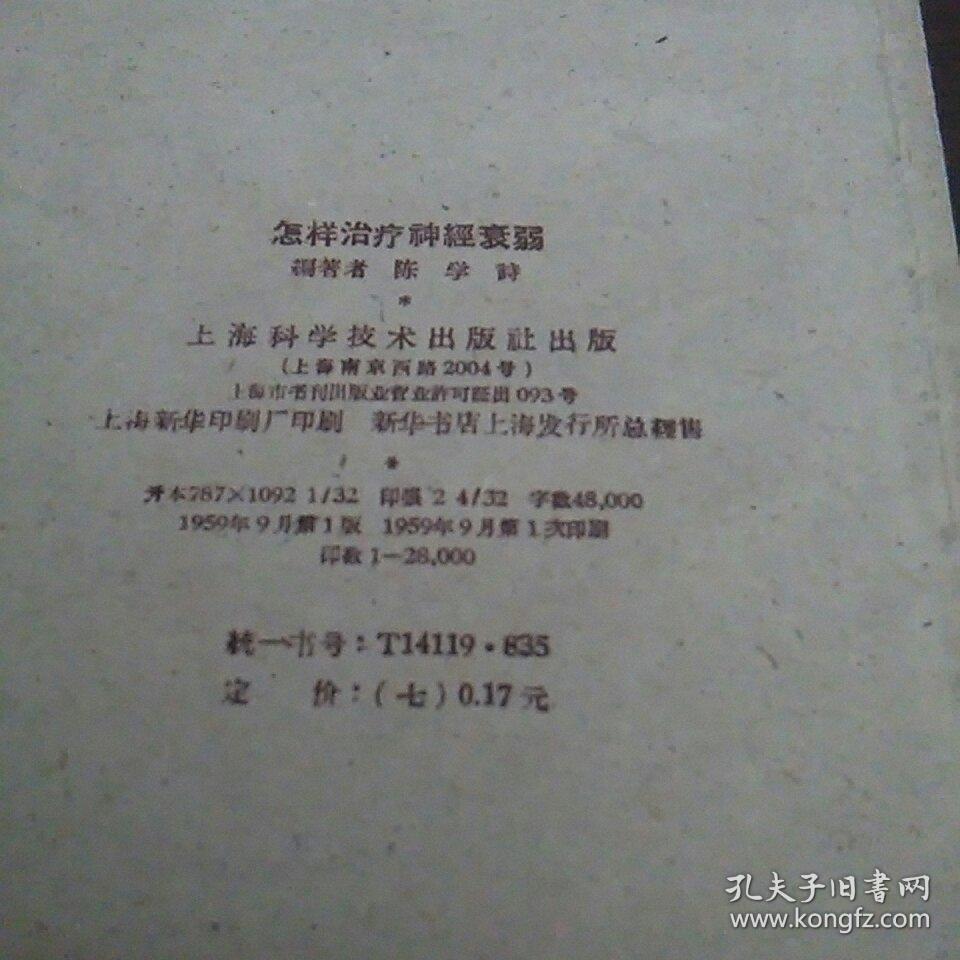 怎样治疗神經衰弱
編著者 陈学詩
*
上海科学技术出版社出版
(上海南京西路2004号)
上海市书刊出版业营业許可証出093号
上海新华印刷厂印刷 新华书店上海发行所总經售
*
开本787×1092 1/32 印張2 4/32 字数48,000
1959年9月第1版 1959年9月第1次印刷
印数1—28,000
統一书号:T14119·835
定 价:(七)0.17元
孔夫子旧書网
www.kongfz.com